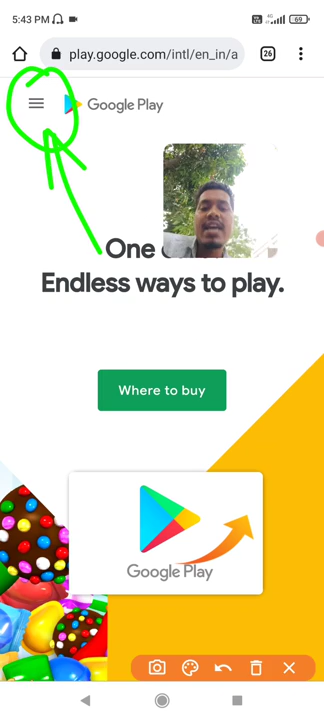 5:43 PM
4G
69
play.google.com/intl/en_in/a
26
Google Play
One
Endless ways to play.
Where to buy
Google Play